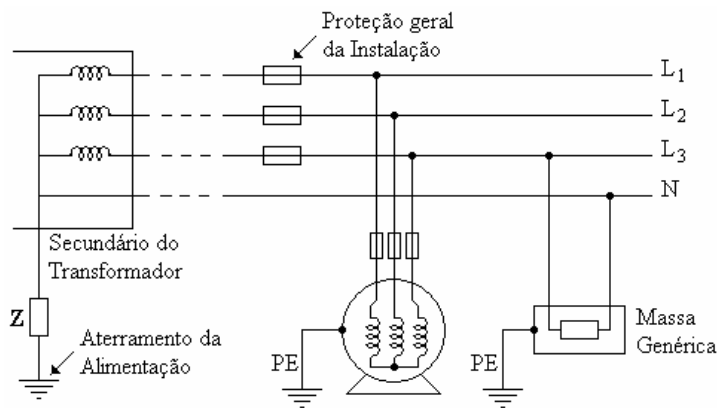 Proteção geral
da Instalação
L1
L2
L3
N
Secundário do
Transformador
Z
Aterramento da
Alimentação
PE
PE
Massa
Genérica